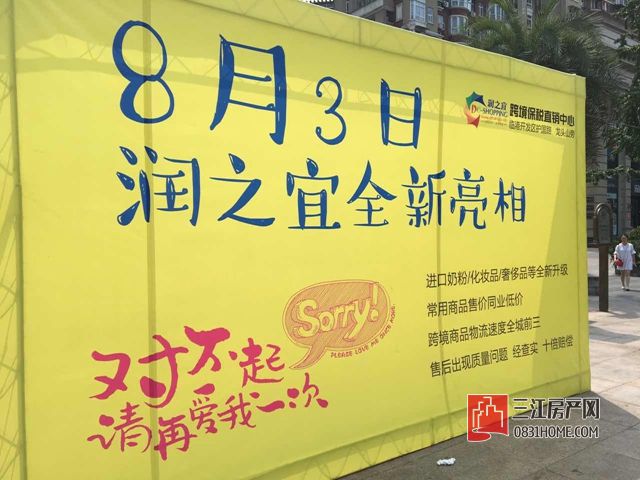 8月3日
润之宜全新亮相
润之宜
DO SHOPPING
跨境保税直销中心
临港开发区护国路 龙头山旁
进口奶粉/化妆品/奢侈品等全新升级
常用商品售价同业低价
跨境商品物流速度全城前三
售后出现质量问题 经查实 十倍赔偿
Sorry!
PLEASE LOVE ME ONCE MORE.
对不起
请再爱我一次
三江房产网
0831HOME.COM